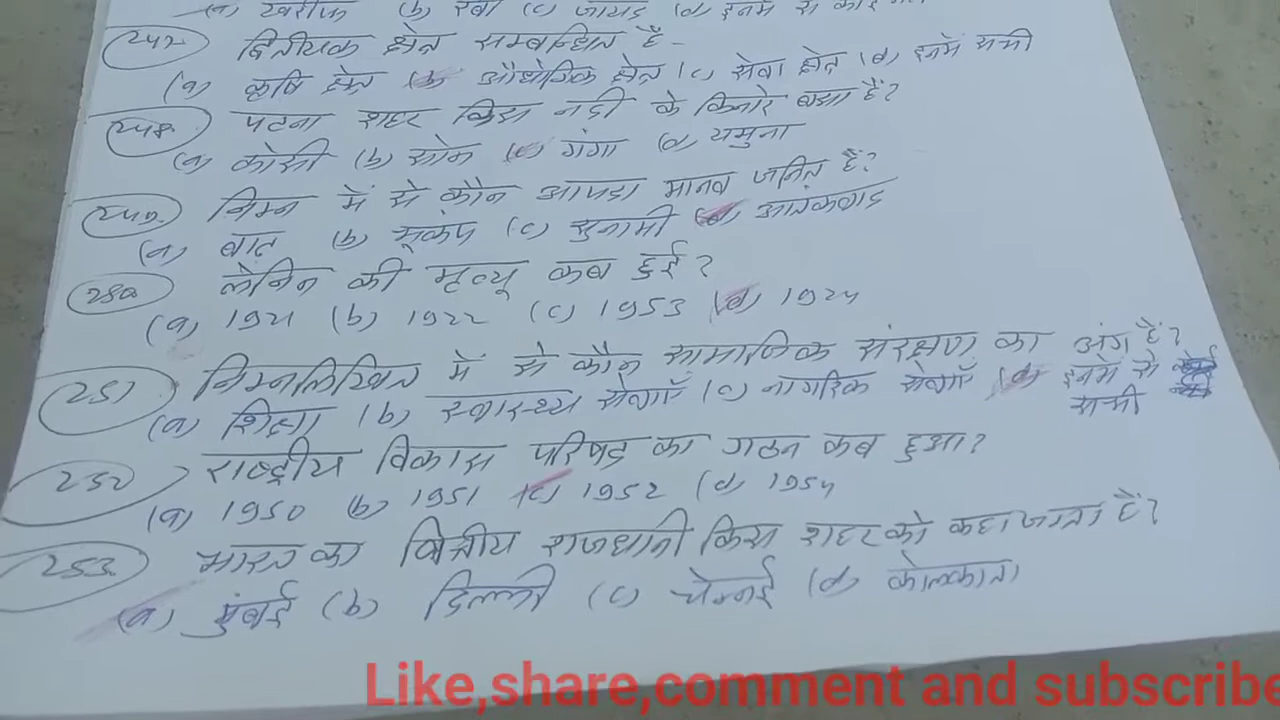 (a) खरीफ (b) रबी (c) जायद (d) इनमें से कोई नहीं
247. द्वितीयक क्षेत्र सम्बन्धित है -
(a) कृषि क्षेत्र (b) औधोगिक क्षेत्र (c) सेवा क्षेत्र (d) इनमें सभी
248. पटना शहर किस नदी के किनारे बसा है?
(a) कोसी (b) सोन (c) गंगा (d) यमुना
249. निम्न में से कौन आपदा मानव जनित है?
(a) बाढ़ (b) भूकंप (c) सुनामी (d) आतंकवाद
250 लेनिन की मृत्यू कब हुई?
(a) 1921 (b) 1922 (c) 1953 (d) 1924
251 निम्नलिखित में से कौन सामाजिक संरक्षण का अंग है?
(a) शिक्षा (b) स्वास्थ्य सेवाएँ (c) नागरिक सेवाएँ (d) इनमें से
सभी
252 राष्ट्रीय विकास परिषद का गठन कब हुआ?
(a) 1950 (b) 1951 (c) 1952 (d) 1954
253. भारत का वित्तीय राजधानी किस शहर को कहा जाता है?
(a) मुंबई (b) दिल्ली (c) चेन्नई (d) कोलकाता
Like,share,comment and subscribe